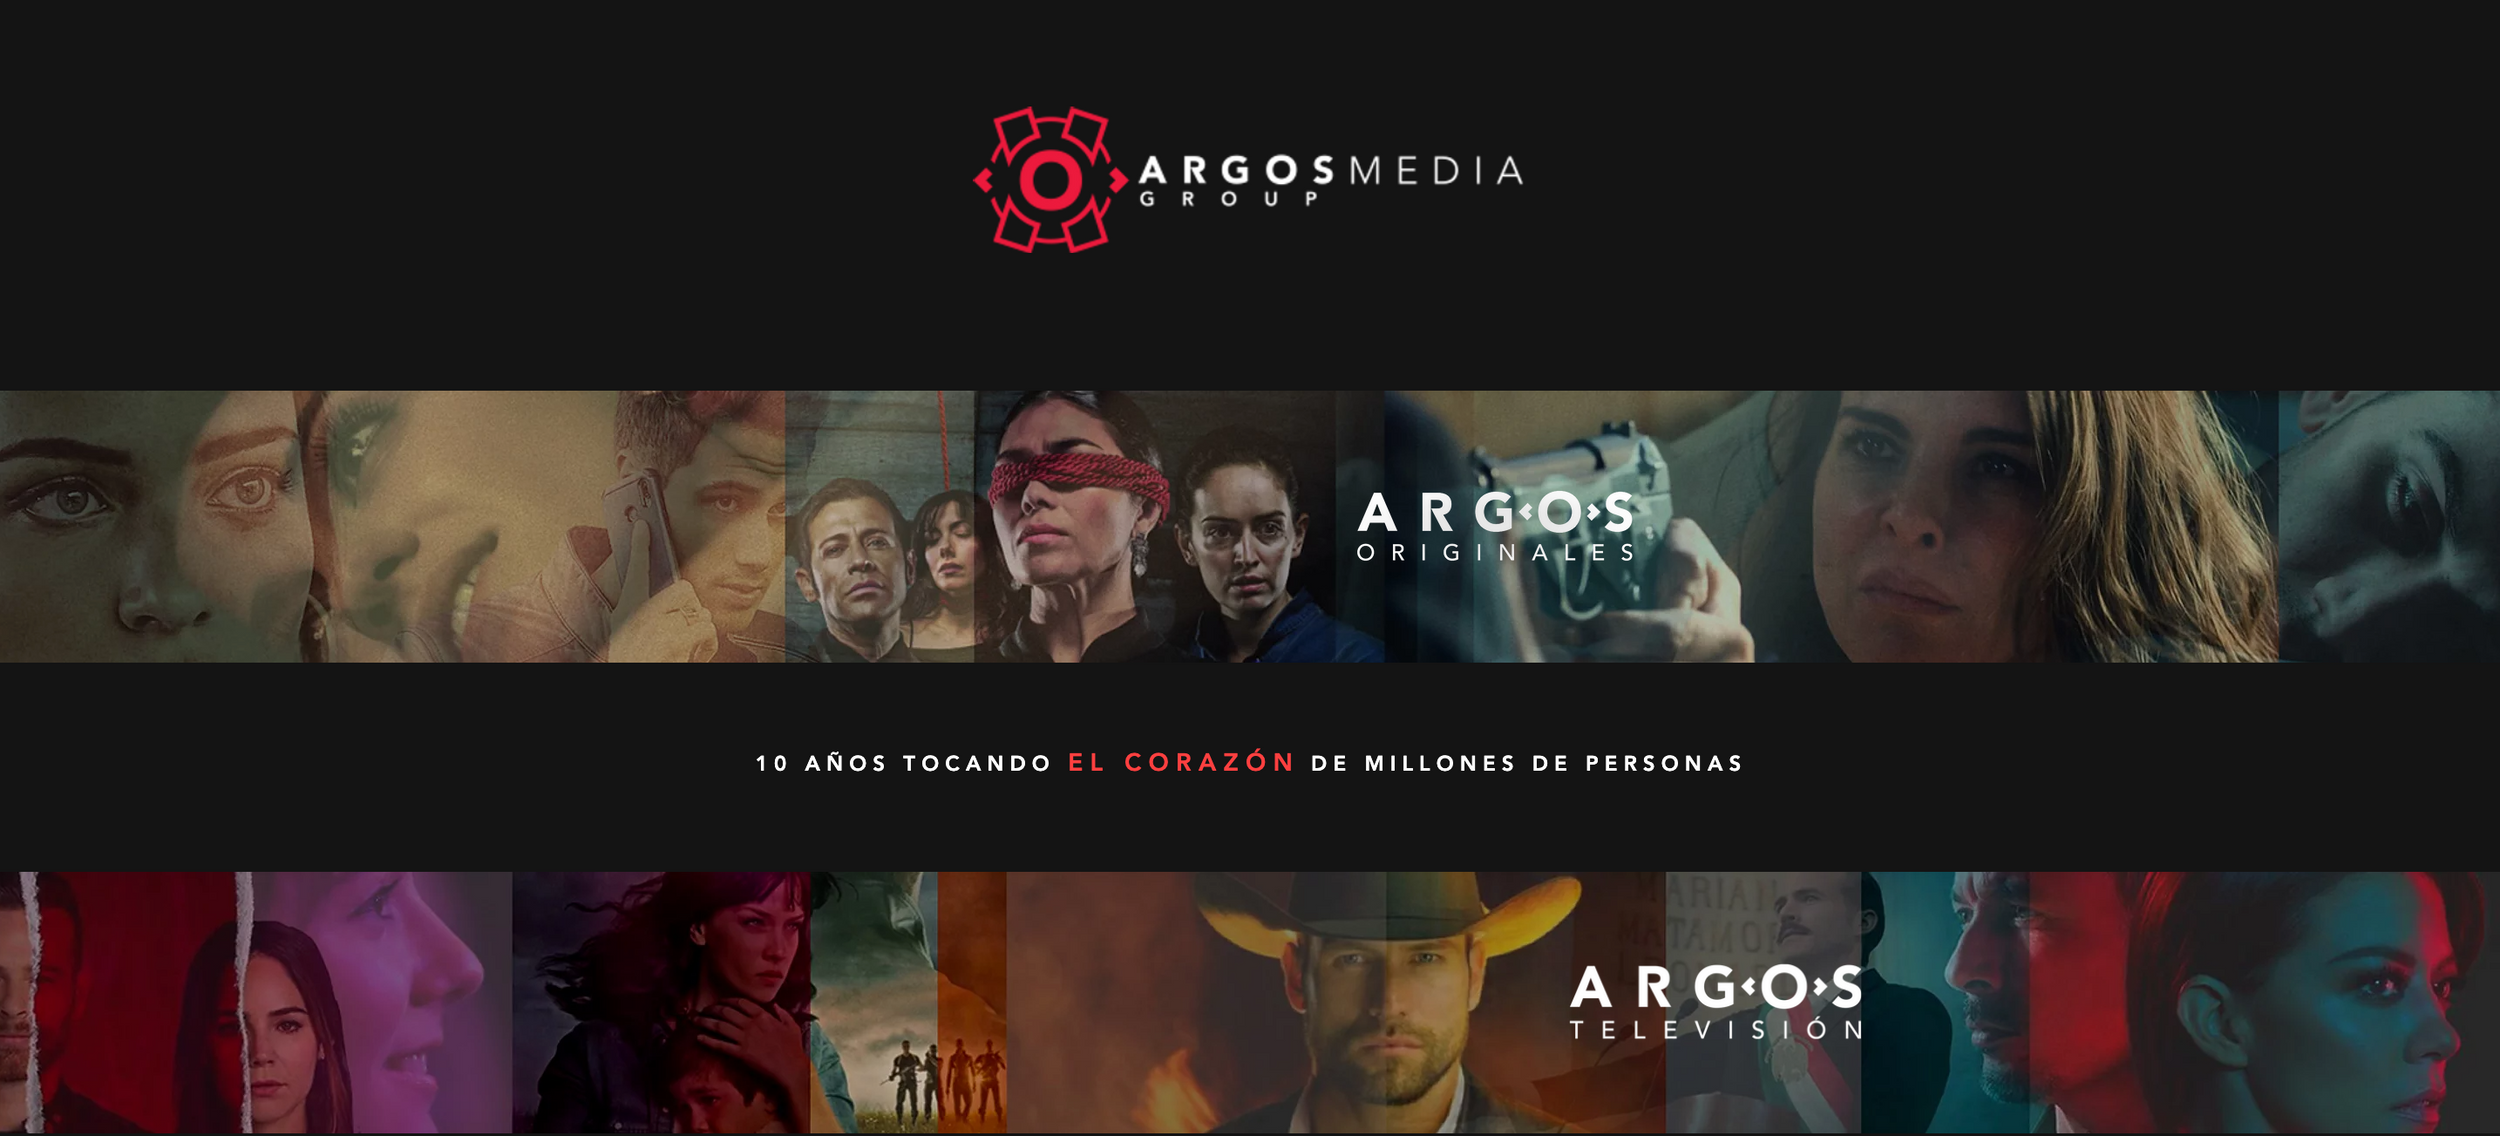 ARGOS MEDIA
GROUP
ARGOS
ORIGINALES
10 AÑOS TOCANDO EL CORAZÓN DE MILLONES DE PERSONAS
ARGOS
TELEVISIÓN